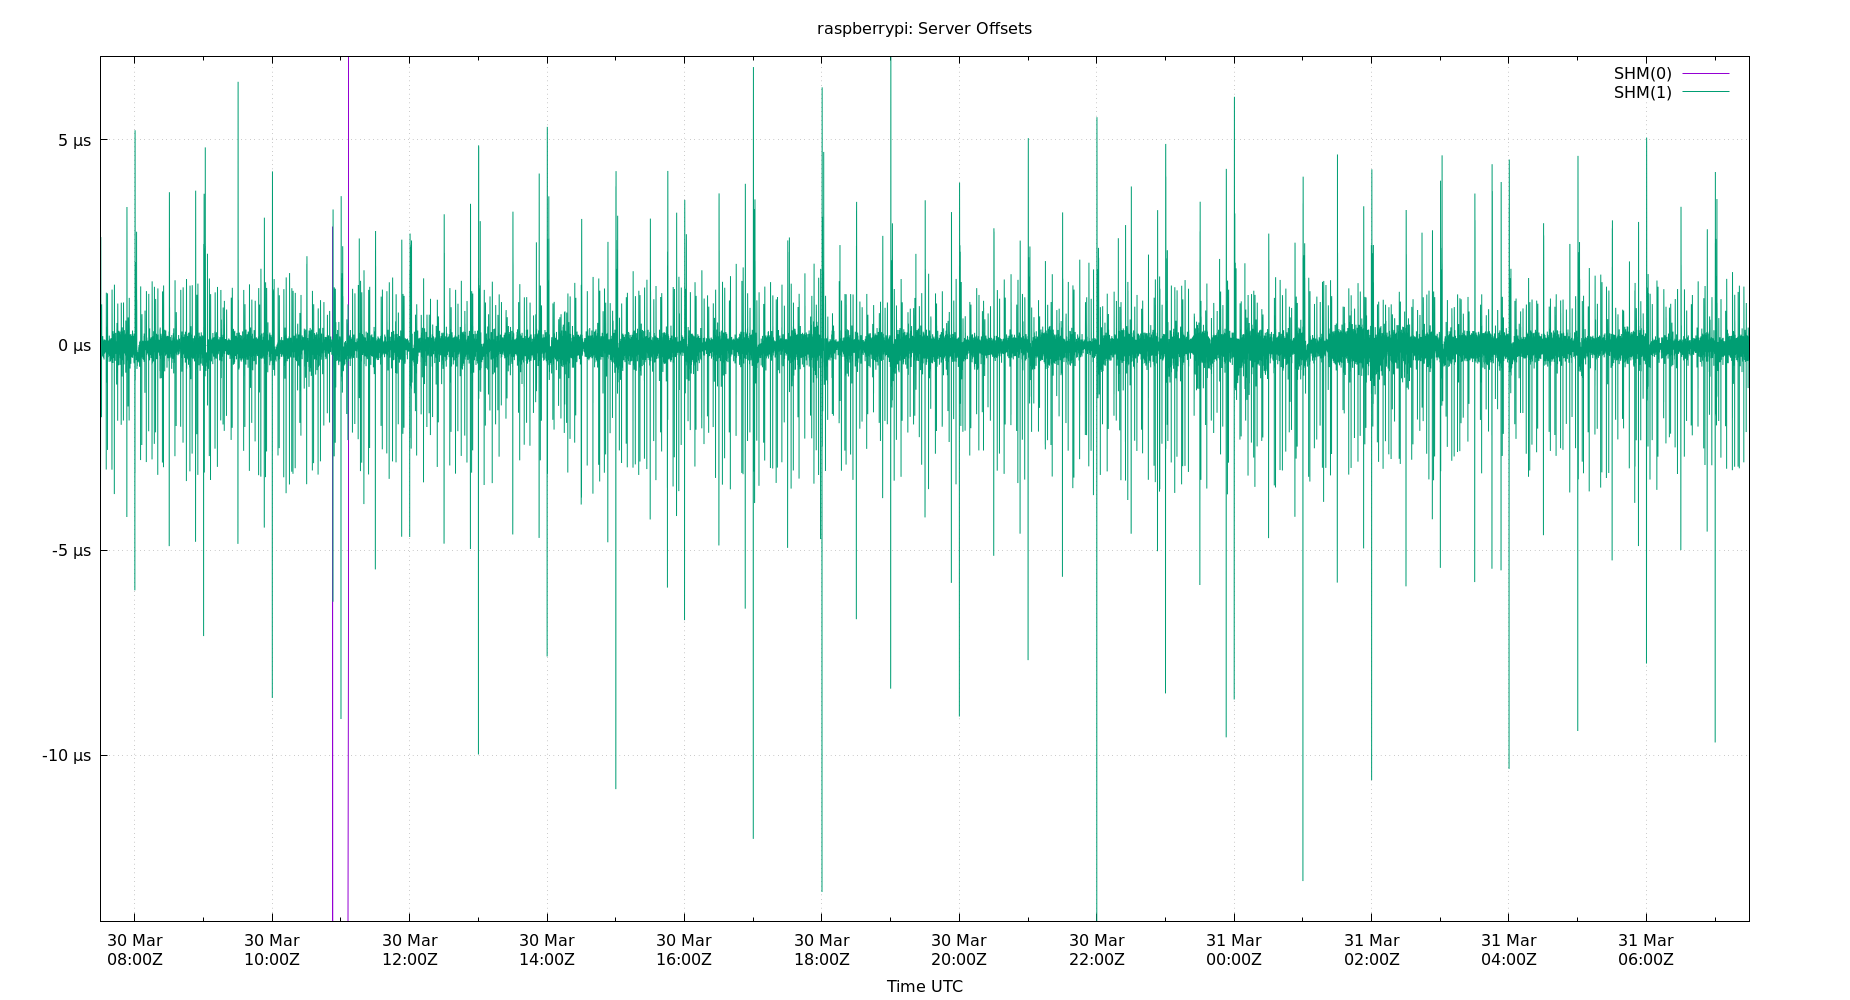 raspberrypi: Server Offsets
SHM(0)
SHM(1)
5 µs
0 µs
-5 µs
-10 µs
30 Mar 30 Mar 30 Mar 30 Mar 30 Mar 30 Mar 30 Mar 30 Mar 31 Mar 31 Mar 31 Mar 31 Mar
08:00Z 10:00Z 12:00Z 14:00Z 16:00Z 18:00Z 20:00Z 22:00Z 00:00Z 02:00Z 04:00Z 06:00Z
Time UTC